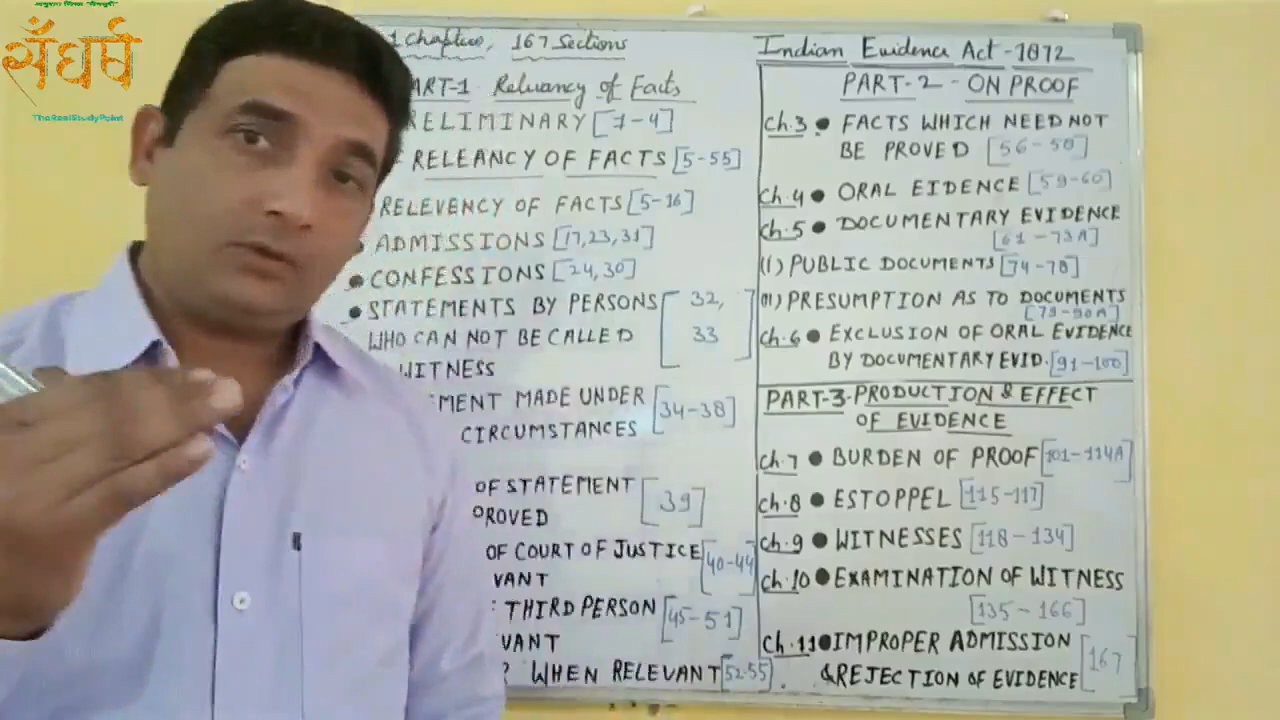 संघर्ष
TheRealStudyPoint
1 Chapters, 167 Sections
ART-1 Reluancy of Facts
RELIMINARY [1-4]
RELEANCY OF FACTS [5-55]
RELEVENCY OF FACTS [5-16]
ADMISSIONS [17,23,31]
CONFESSIONS [24,30]
STATEMENTS BY PERSONS [32,
WHO CAN NOT BE CALLED 33]
WITNESS
EMENT MADE UNDER [34-38]
CIRCUMSTANCES
OF STATEMENT [39]
ROVED
OF COURT OF JUSTICE [40-44]
VANT
THIRD PERSON [45-51]
VANT
? WHEN RELEVANT [52-55]
Indian Evidence Act -1872
PART-2 - ON PROOF
Ch.3 ● FACTS WHICH NEED NOT
BE PROVED [56-58]
Ch.4 ● ORAL EIDENCE [59-60]
Ch.5 ● DOCUMENTARY EVIDENCE
[61-73A]
(I) PUBLIC DOCUMENTS [74-78]
(II) PRESUMPTION AS TO DOCUMENTS
[79-90A]
Ch.6 ● EXCLUSION OF ORAL EVIDENCE
BY DOCUMENTARY EVID. [91-100]
PART-3 PRODUCTION & EFFECT
OF EVIDENCE
Ch.7 ● BURDEN OF PROOF [101-114A]
Ch.8 ● ESTOPPEL [115-117]
Ch.9 ● WITNESSES [118-134]
Ch.10 ● EXAMINATION OF WITNESS
[135-166]
Ch.11 ● IMPROPER ADMISSION
& REJECTION OF EVIDENCE [167]